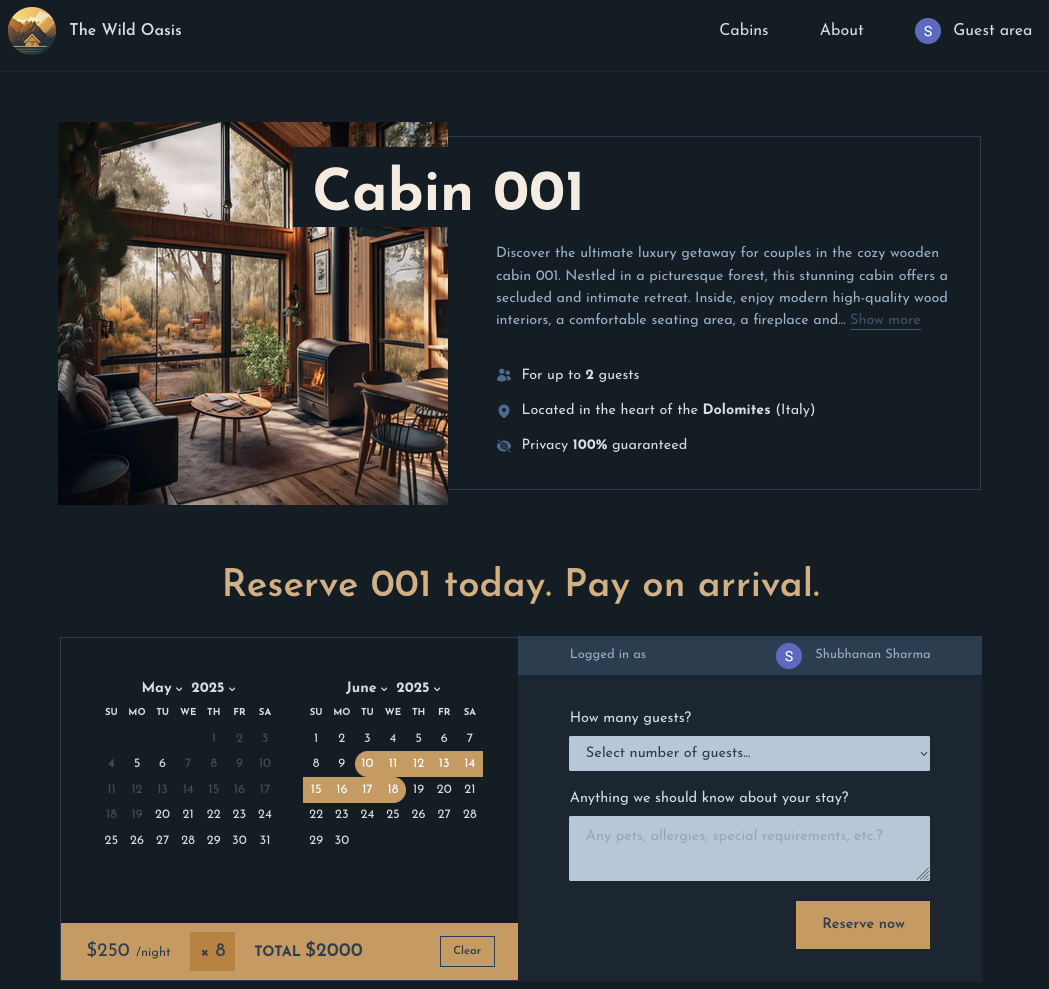 The Wild Oasis
Cabins
About
S
Guest area
Cabin 001
Discover the ultimate luxury getaway for couples in the cozy wooden
cabin 001. Nestled in a picturesque forest, this stunning cabin offers a
secluded and intimate retreat. Inside, enjoy modern high-quality wood
interiors, a comfortable seating area, a fireplace and... Show more
For up to 2 guests
Located in the heart of the Dolomites (Italy)
Privacy 100% guaranteed
Reserve 001 today. Pay on arrival.
May 2025
SU MO TU WE TH FR SA
1 2 3
4 5 6 7 8 9 10
11 12 13 14 15 16 17
18 19 20 21 22 23 24
25 26 27 28 29 30 31
June 2025
SU MO TU WE TH FR SA
1 2 3 4 5 6 7
8 9 10 11 12 13 14
15 16 17 18 19 20 21
22 23 24 25 26 27 28
29 30
$250 /night × 8 TOTAL $2000 Clear
Logged in as S Shubhanan Sharma
How many guests?
Select number of guests...
Anything we should know about your stay?
Any pets, allergies, special requirements, etc.?
Reserve now